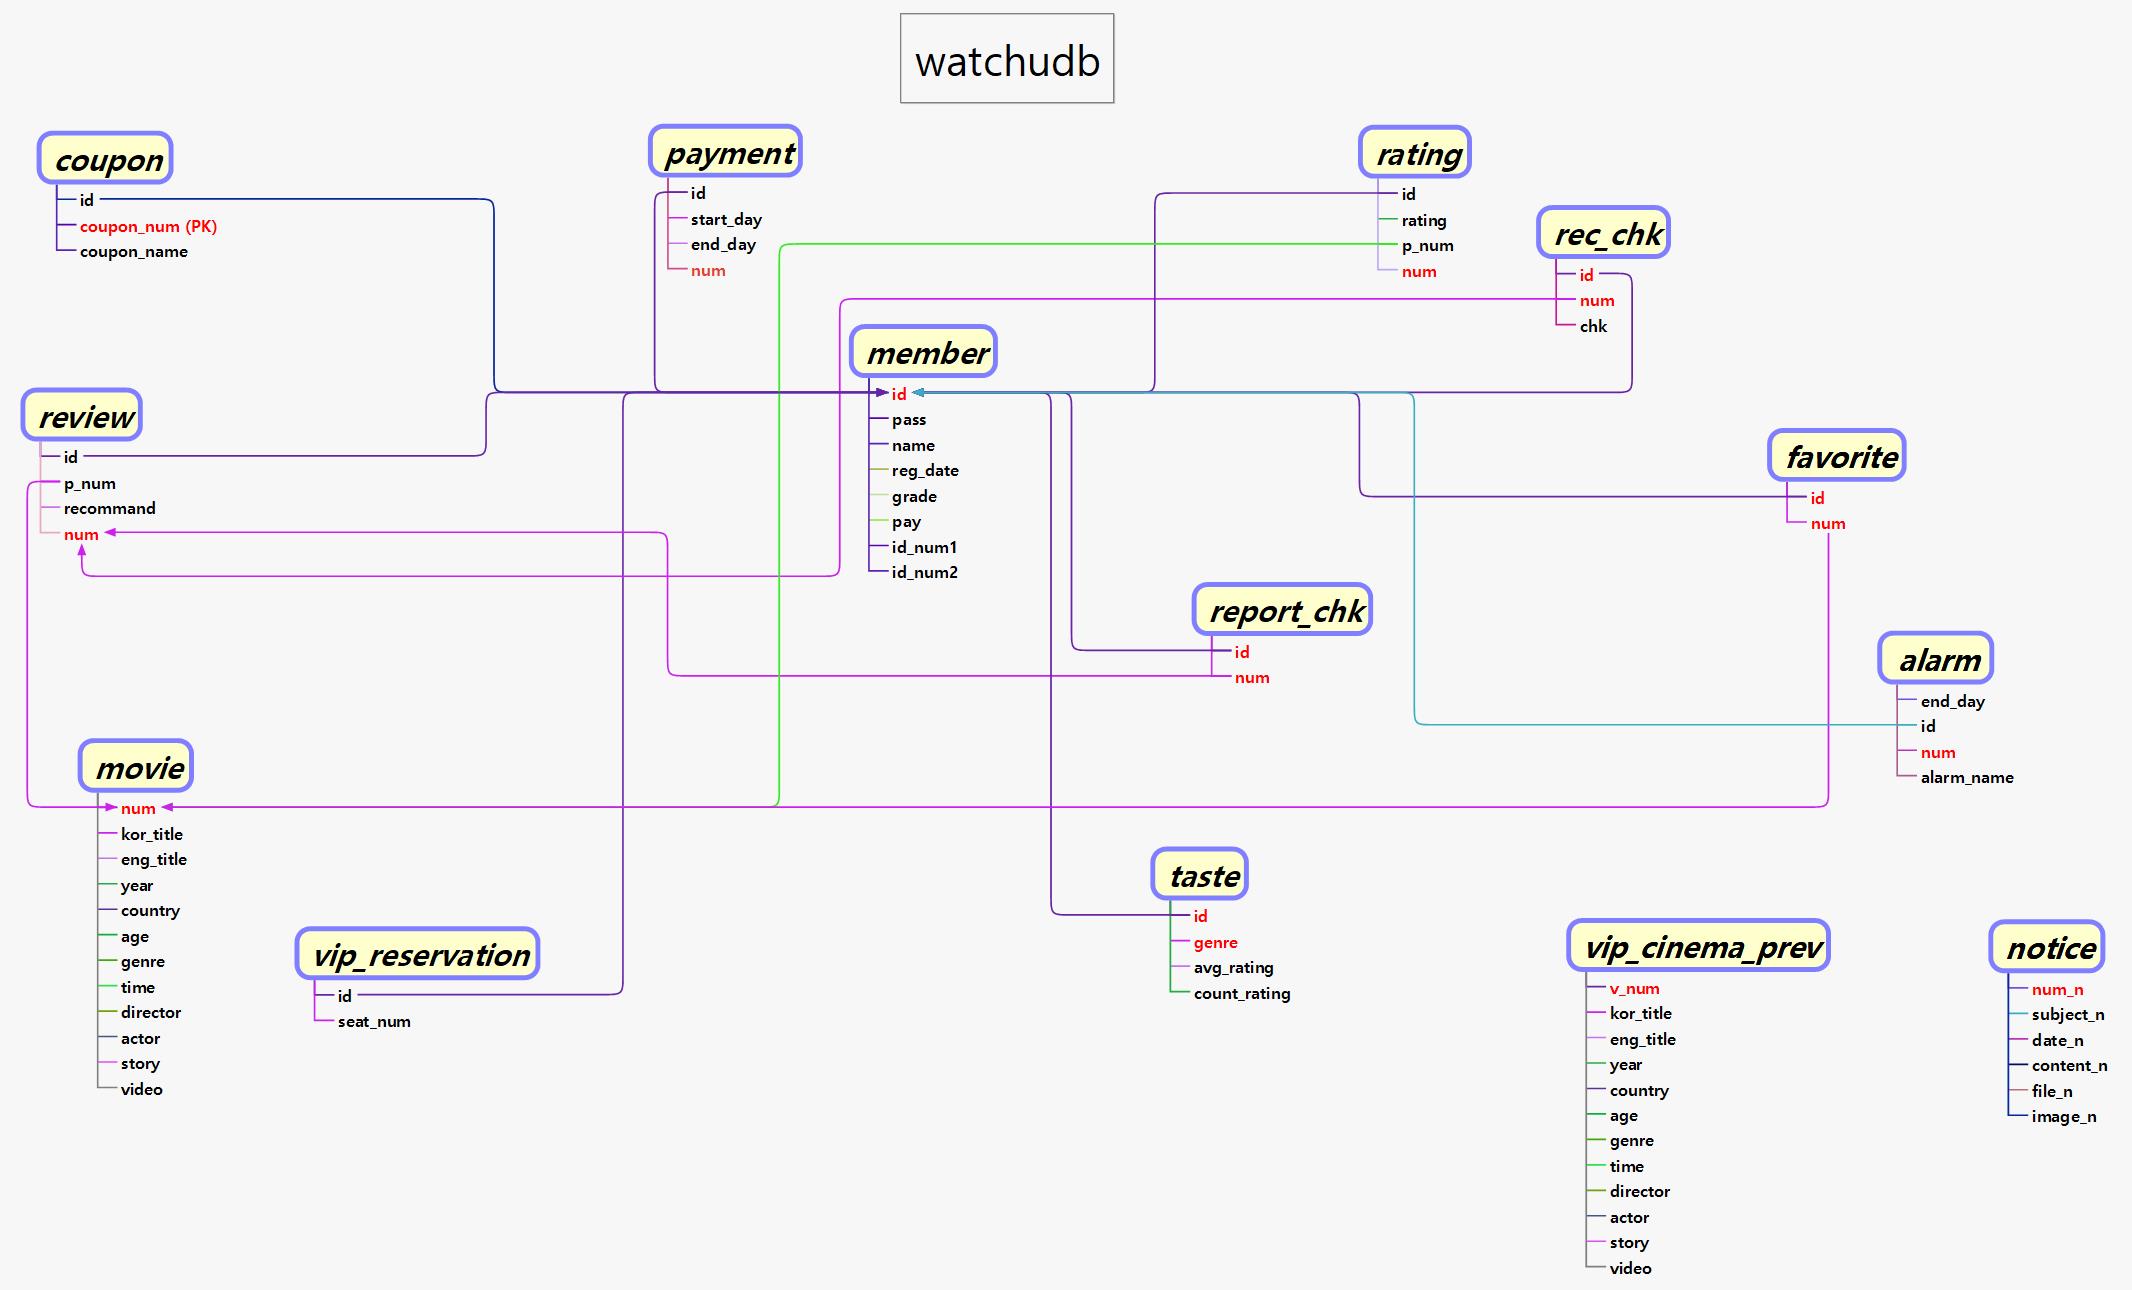 watchudb
coupon
id
coupon_num (PK)
coupon_name
payment
id
start_day
end_day
num
rating
id
rating
p_num
num
rec_chk
id
num
chk
member
id
pass
name
reg_date
grade
pay
id_num1
id_num2
review
id
p_num
recommand
num
favorite
id
num
report_chk
id
num
alarm
end_day
id
num
alarm_name
movie
num
kor_title
eng_title
year
country
age
genre
time
director
actor
story
video
vip_reservation
id
seat_num
taste
id
genre
avg_rating
count_rating
vip_cinema_prev
v_num
kor_title
eng_title
year
country
age
genre
time
director
actor
story
video
notice
num_n
subject_n
date_n
content_n
file_n
image_n